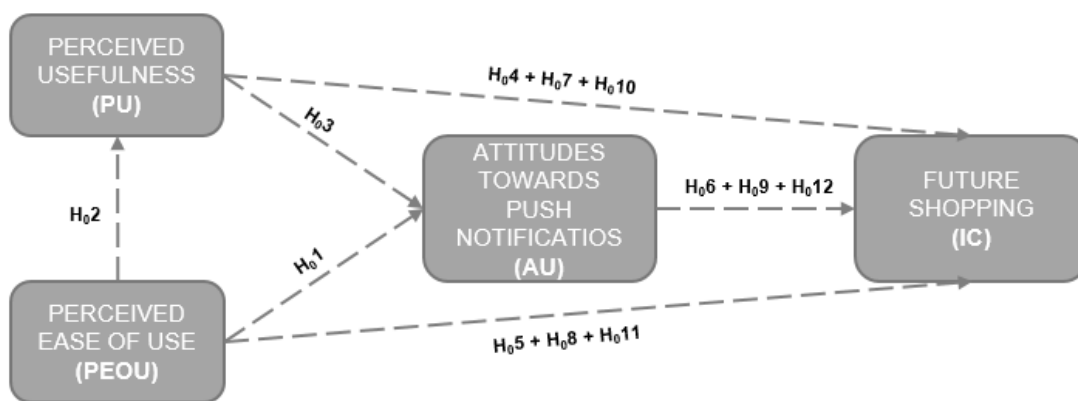 PERCEIVED
USEFULNESS
(PU)
H₀4 + H₀7 + H₀10
H₀3
ATTITUDES
TOWARDS
PUSH
NOTIFICATIOS
(AU)
H₀6 + H₀9 + H₀12
FUTURE
SHOPPING
(IC)
H₀2
H₀1
PERCEIVED
EASE OF USE
(PEOU)
H₀5 + H₀8 + H₀11